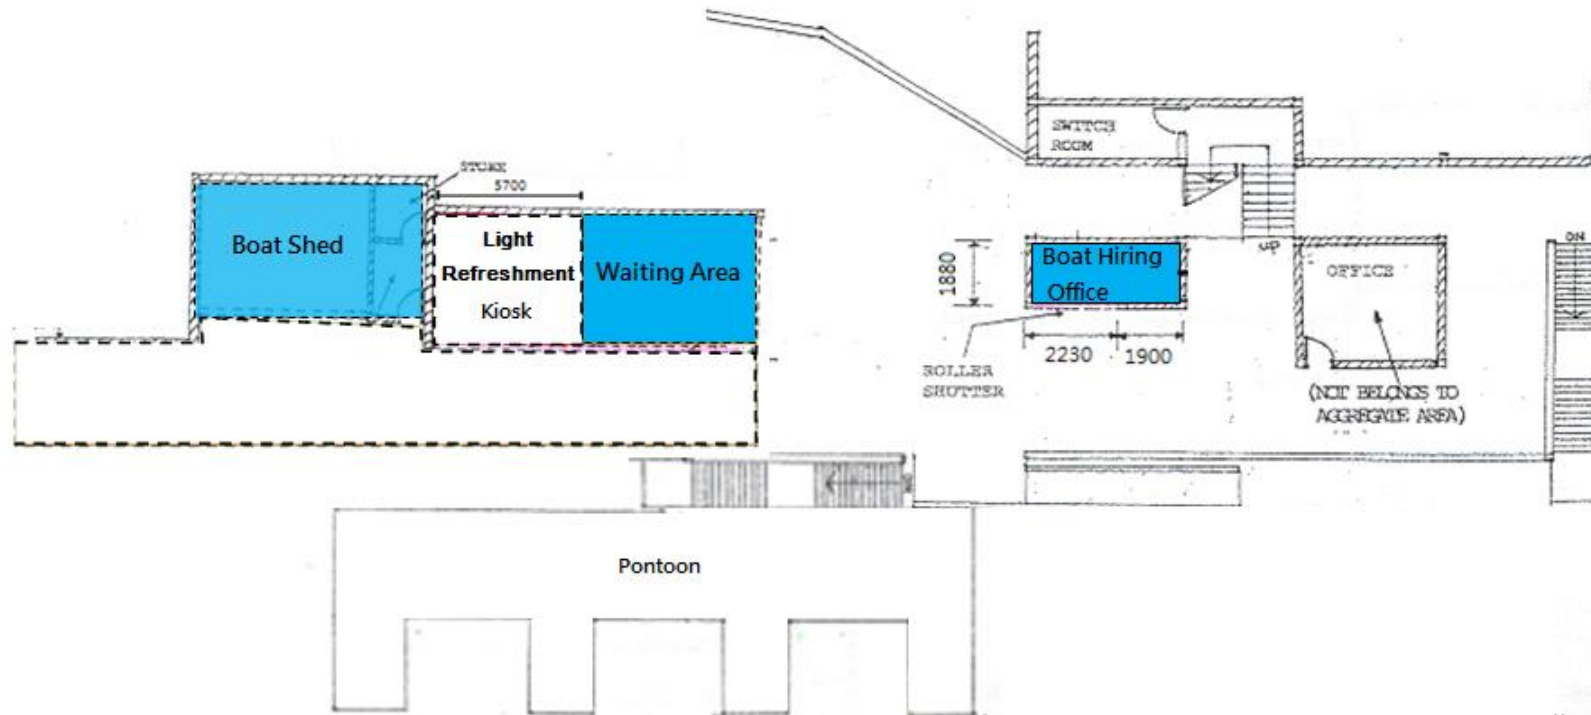 SWITCH
ROOM
STORE
5700
Boat Shed
Light
Refreshment
Kiosk
Waiting Area
1880
Boat Hiring
Office
UP
OFFICE
DN
2230
1900
ROLLER
SHUTTER
(NOT BELONGS TO
AGGREGATE AREA)
Pontoon